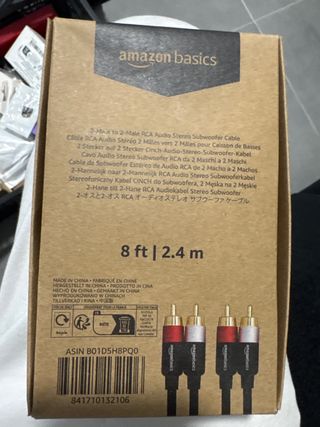 amazon basics
2-Male to 2-Male RCA Audio Stereo Subwoofer Cable
Câble RCA Audio Stéréo 2 Mâles vers 2 Mâles pour Caisson de Basses
2 Stecker auf 2 Stecker Cinch-Audio-Stereo-Subwoofer-Kabel
Cavo Audio Stereo Subwoofer RCA da 2 Maschi a 2 Maschi
Cable de Subwoofer Estéreo de Audio RCA de 2 Macho a 2 Machos
2-Mannelijk naar 2-Mannelijk RCA Audio Stereo Subwooferkabel
Stereofoniczny Kabel CINCH do Subwoofera, 2 Męska na 2 Męskie
2-Hane till 2-Hane RCA Audiokabel Stereo Subwoofer
2-オスと2-オス RCA オーディオステレオ サブウーファ ケーブル
8 ft | 2.4 m
MADE IN CHINA • FABRIQUÉ EN CHINE
HERGESTELLT IN CHINA • PRODOTTO IN CINA
HECHO EN CHINA • GEMAAKT IN CHINA
WYPRODUKOWANO W CHINACH
TILLVERKAD I KINA • 中国製
ASIN B01D5H8PQ0
841710132106
amazonbasics
amazonbasics
amazonbasics
amazonbasics